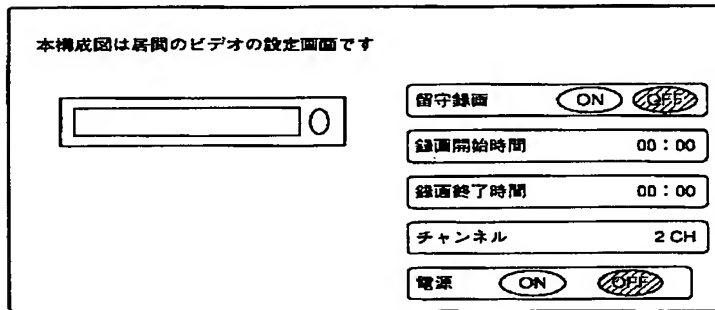 本構成図は居間のビデオの設定画面です
留守録画 ON OFF
録画開始時間 00：00
録画終了時間 00：00
チャンネル 2 CH
電源 ON OFF